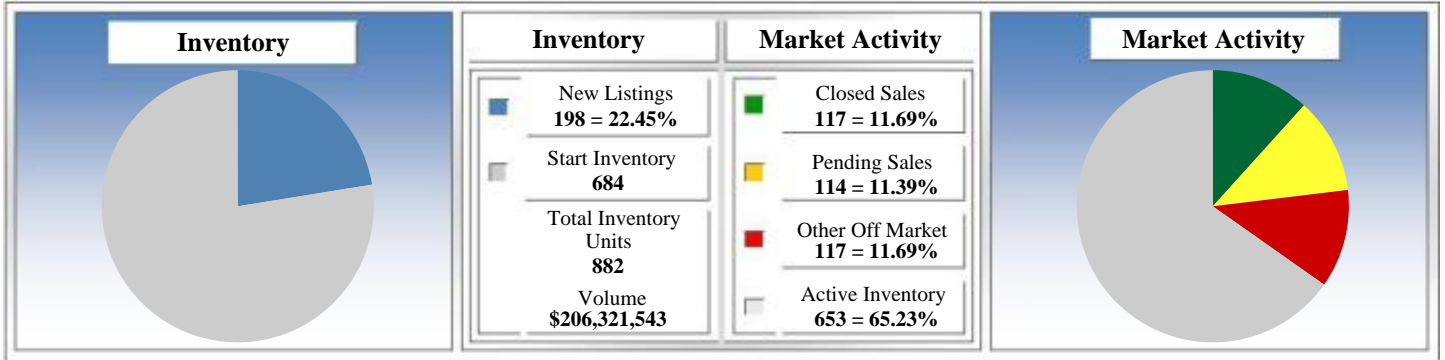 Inventory
Inventory
Market Activity
Market Activity
New Listings
198 = 22.45%
Start Inventory
684
Total Inventory
Units
882
Volume
$206,321,543
Closed Sales
117 = 11.69%
Pending Sales
114 = 11.39%
Other Off Market
117 = 11.69%
Active Inventory
653 = 65.23%